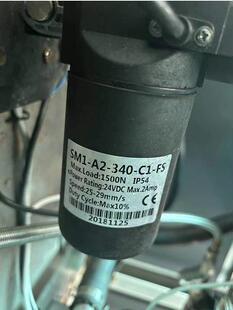 SM1-A2-340-C1-FS
Max.Load:1500N IP54
Power Rating:24VDC Max.2Amp
Speed:25-29mm/s
Duty Cycle:Max10%
20181125